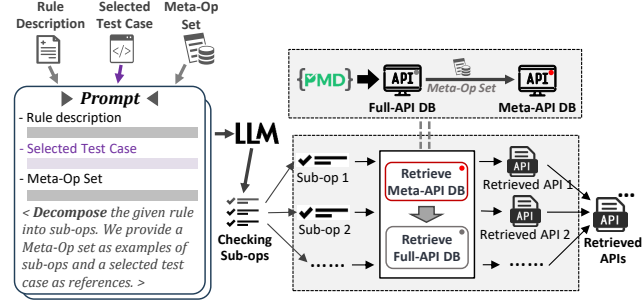 Rule
Description
Selected
Test Case
Meta-Op
Set
Prompt
- Rule description
- Selected Test Case
- Meta-Op Set
< Decompose the given rule
into sub-ops. We provide a
Meta-Op set as examples of
sub-ops and a selected test
case as references. >
LLM
Checking
Sub-ops
{PMD}
API
Full-API DB
Meta-Op Set
API
Meta-API DB
Sub-op 1
Sub-op 2
......
Retrieve
Meta-API DB
Retrieve
Full-API DB
API
Retrieved API 1
API
Retrieved API 2
......
...
API
Retrieved
APIs